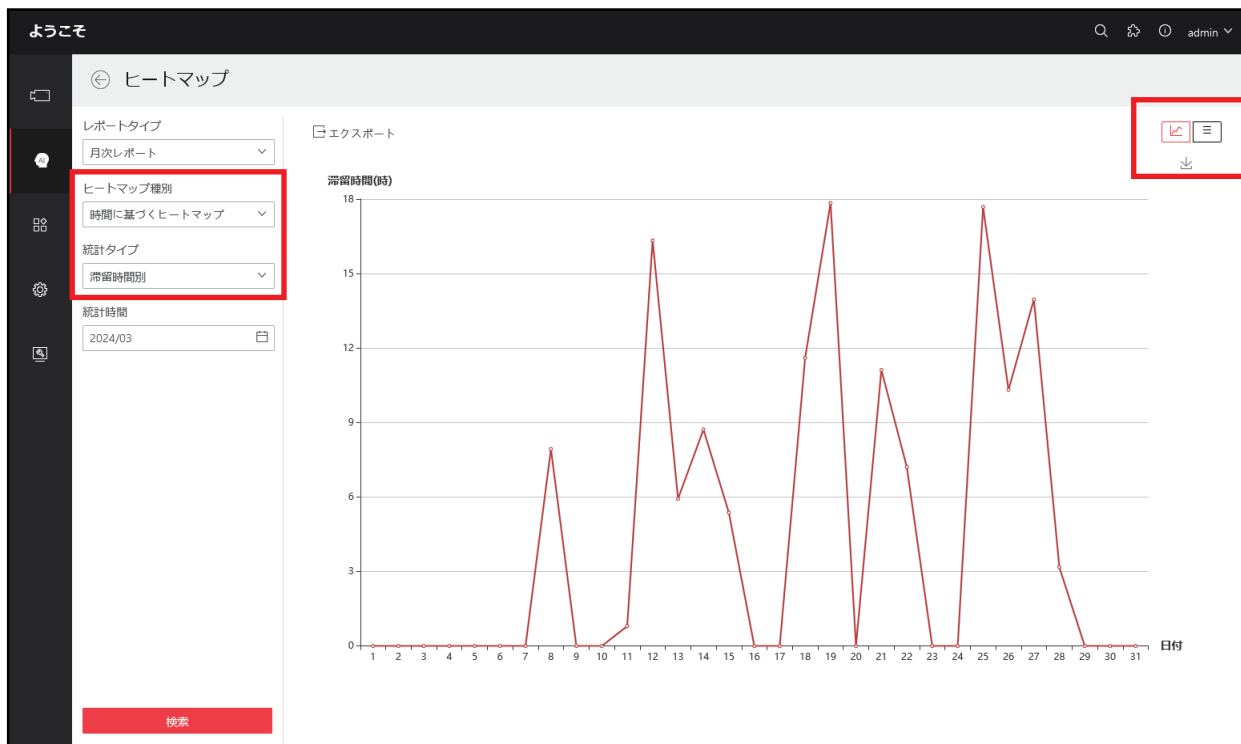 ようこそ
admin
ヒートマップ
レポートタイプ
月次レポート
ヒートマップ種別
時間に基づくヒートマップ
統計タイプ
滞留時間別
統計時間
2024/03
検索
エクスポート
滞留時間(時)
18
15
12
9
6
3
0
1 2 3 4 5 6 7 8 9 10 11 12 13 14 15 16 17 18 19 20 21 22 23 24 25 26 27 28 29 30 31
日付